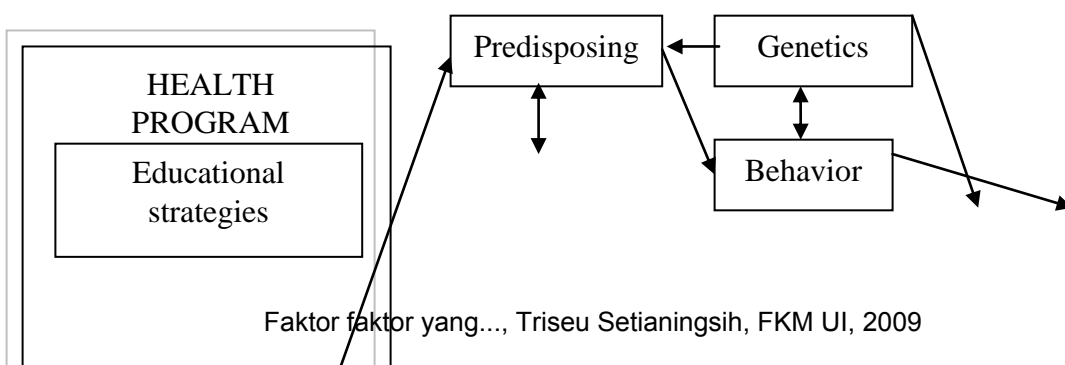 HEALTH
PROGRAM
Educational
strategies
Predisposing
Genetics
Behavior
Faktor faktor yang..., Triseu Setianingsih, FKM UI, 2009